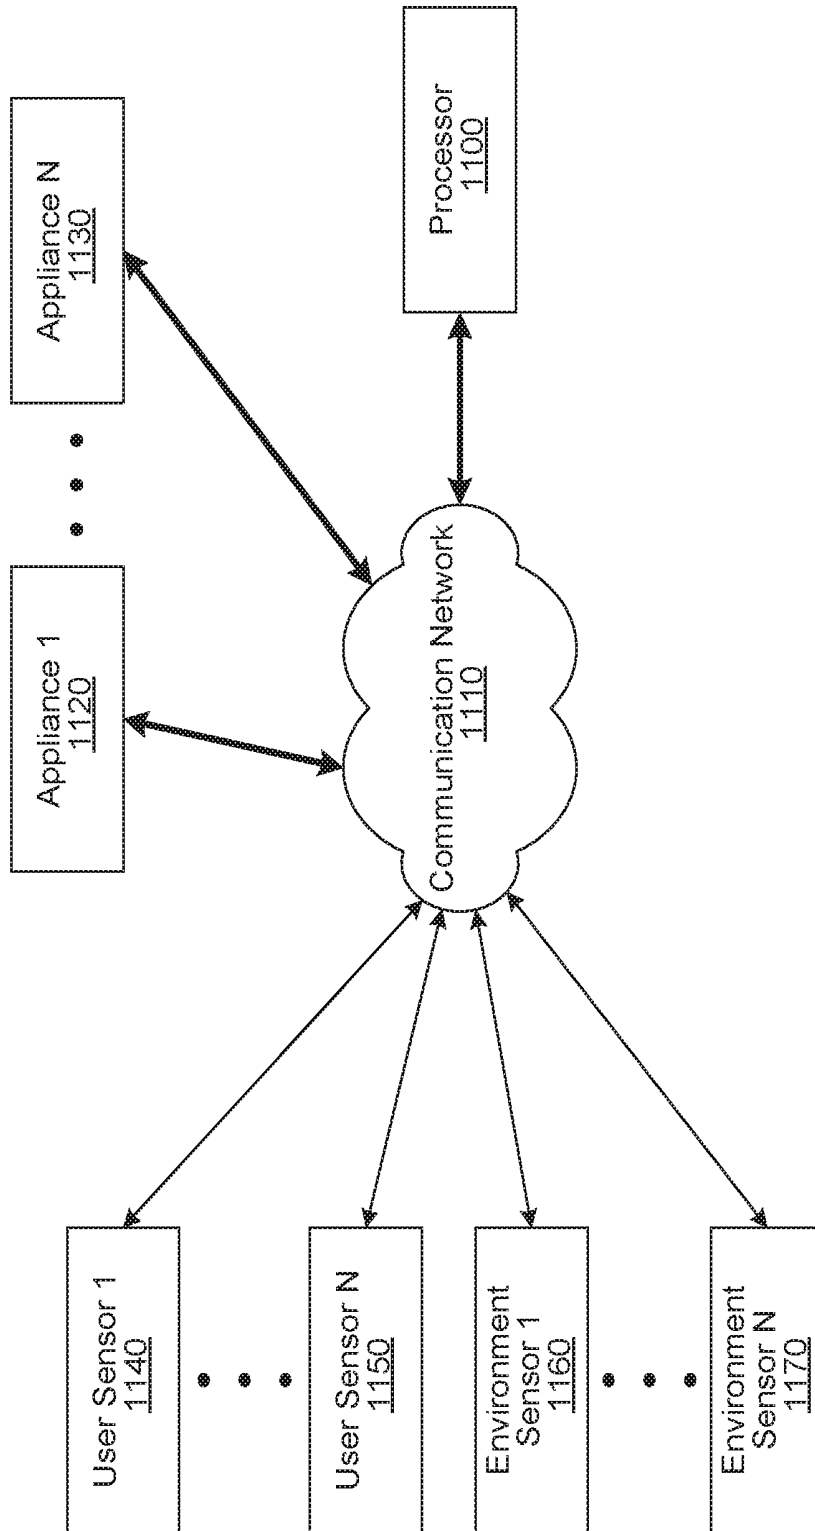 User Sensor 1
1140
User Sensor N
1150
Environment
Sensor 1
1160
Environment
Sensor N
1170
Appliance 1
1120
Appliance N
1130
Communication Network
1110
Processor
1100